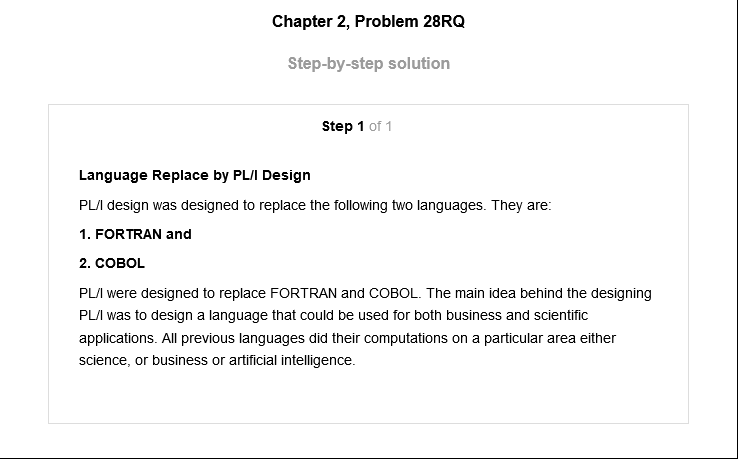 Chapter 2, Problem 28RQ
Step-by-step solution
Step 1 of 1
Language Replace by PL/I Design
PL/I design was designed to replace the following two languages. They are:
1. FORTRAN and
2. COBOL
PL/I were designed to replace FORTRAN and COBOL. The main idea behind the designing
PL/I was to design a language that could be used for both business and scientific
applications. All previous languages did their computations on a particular area either
science, or business or artificial intelligence.